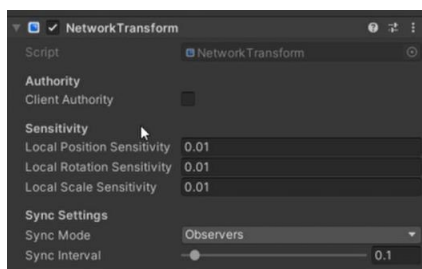 NetworkTransform
Script NetworkTransform
Authority
Client Authority
Sensitivity
Local Position Sensitivity 0.01
Local Rotation Sensitivity 0.01
Local Scale Sensitivity 0.01
Sync Settings
Sync Mode Observers
Sync Interval 0.1